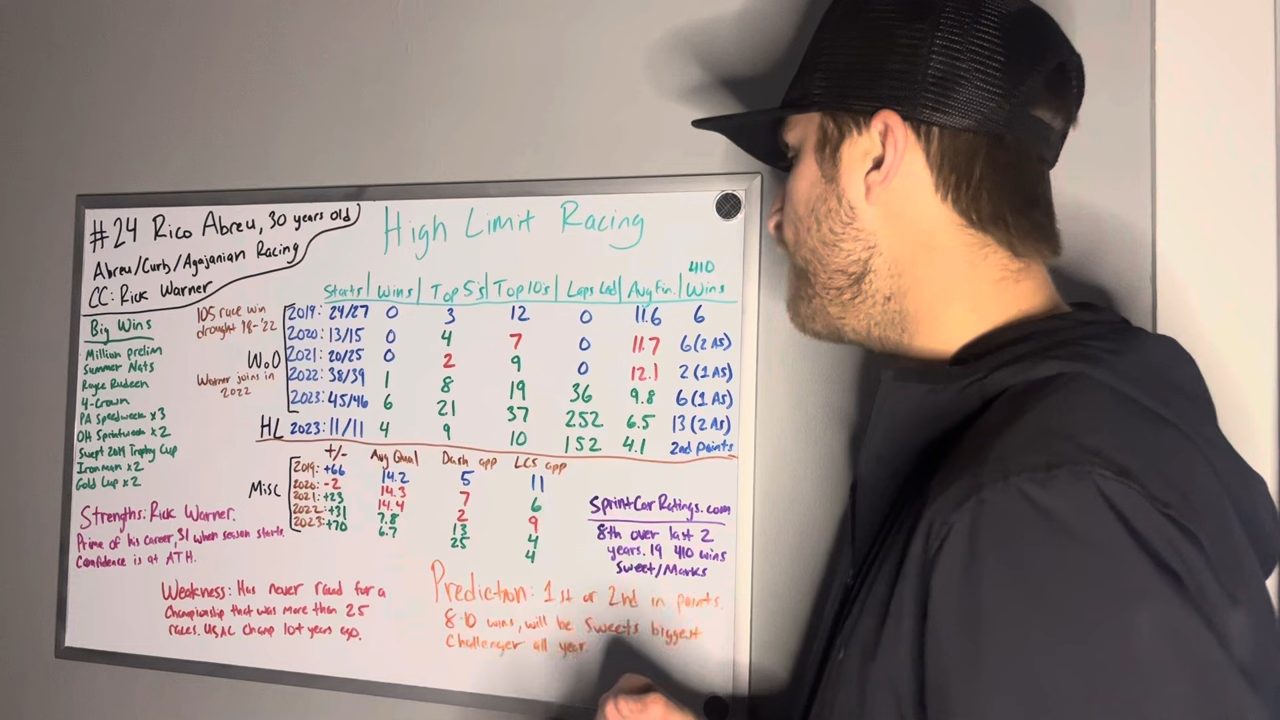 #24 Rico Abreu, 30 years old
Abreu/Curb/Agajanian Racing
CC: Rick Warner
High Limit Racing
Starts | Wins | Top 5's | Top 10's | Laps Led | Avg Fin. | 410 Wins
105 race win
drought 18-'22
WoO
Warner joins in
2022
2019: 24/27 0 3 12 0 11.6 6
2020: 13/15 0 4 7 0 11.7 6 (2 AS)
2021: 20/25 0 2 9 0 12.1 2 (1 AS)
2022: 38/39 1 8 19 36 9.8 6 (1 AS)
2023: 45/46 6 21 37 252 6.5 13 (2 AS)
HL 2023: 11/11 4 9 10 152 4.1 2nd points
Big Wins
Million prelim
Summer Nats
Rayce Rudeen
4-Crown
PA Speedweek x3
OH Sprintweek x2
Swept 2019 Trophy Cup
Ironman x2
Gold Cup x2
Misc
+/- Avg Qual Dash app LCS app
2019: +66 14.2 5 11
2020: -2 14.3 7 6
2021: +23 14.4 2 9
2022: +31 7.8 13 4
2023: +70 6.7 25 4
Strengths: Rick Warner.
Prime of his career, 31 when season starts.
Confidence is at ATH.
SprintCarRatings.com
8th over last 2
years. 19 410 wins
Sweet/Marks
Weakness: Has never raced for a
championship that was more than 25
races. USAC champ 10+ years ago.
Prediction: 1st or 2nd in points.
8-10 wins, will be Sweets biggest
challenger all year.